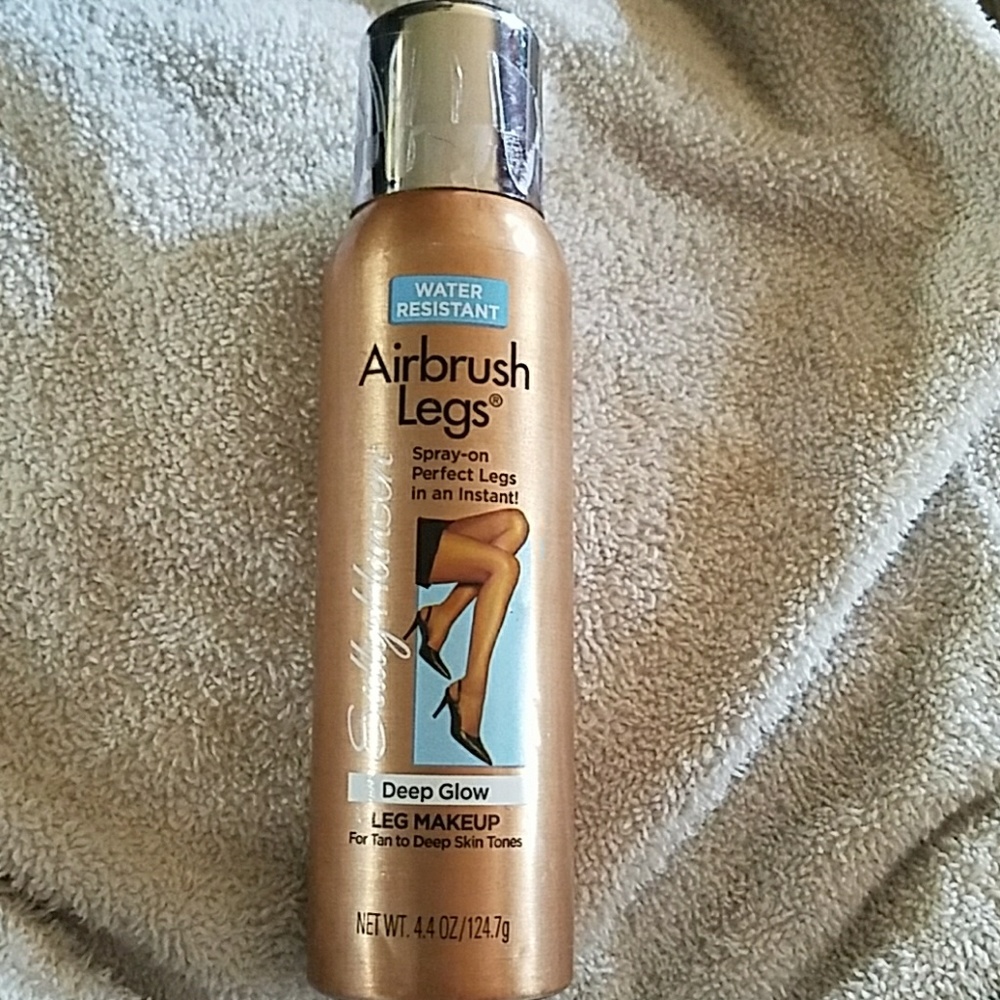 WATER
RESISTANT
Airbrush
Legs®
Spray-on
Perfect Legs
in an Instant!
Sally Hansen
Deep Glow
LEG MAKEUP
For Tan to Deep Skin Tones
NET WT. 4.4 OZ/124.7g